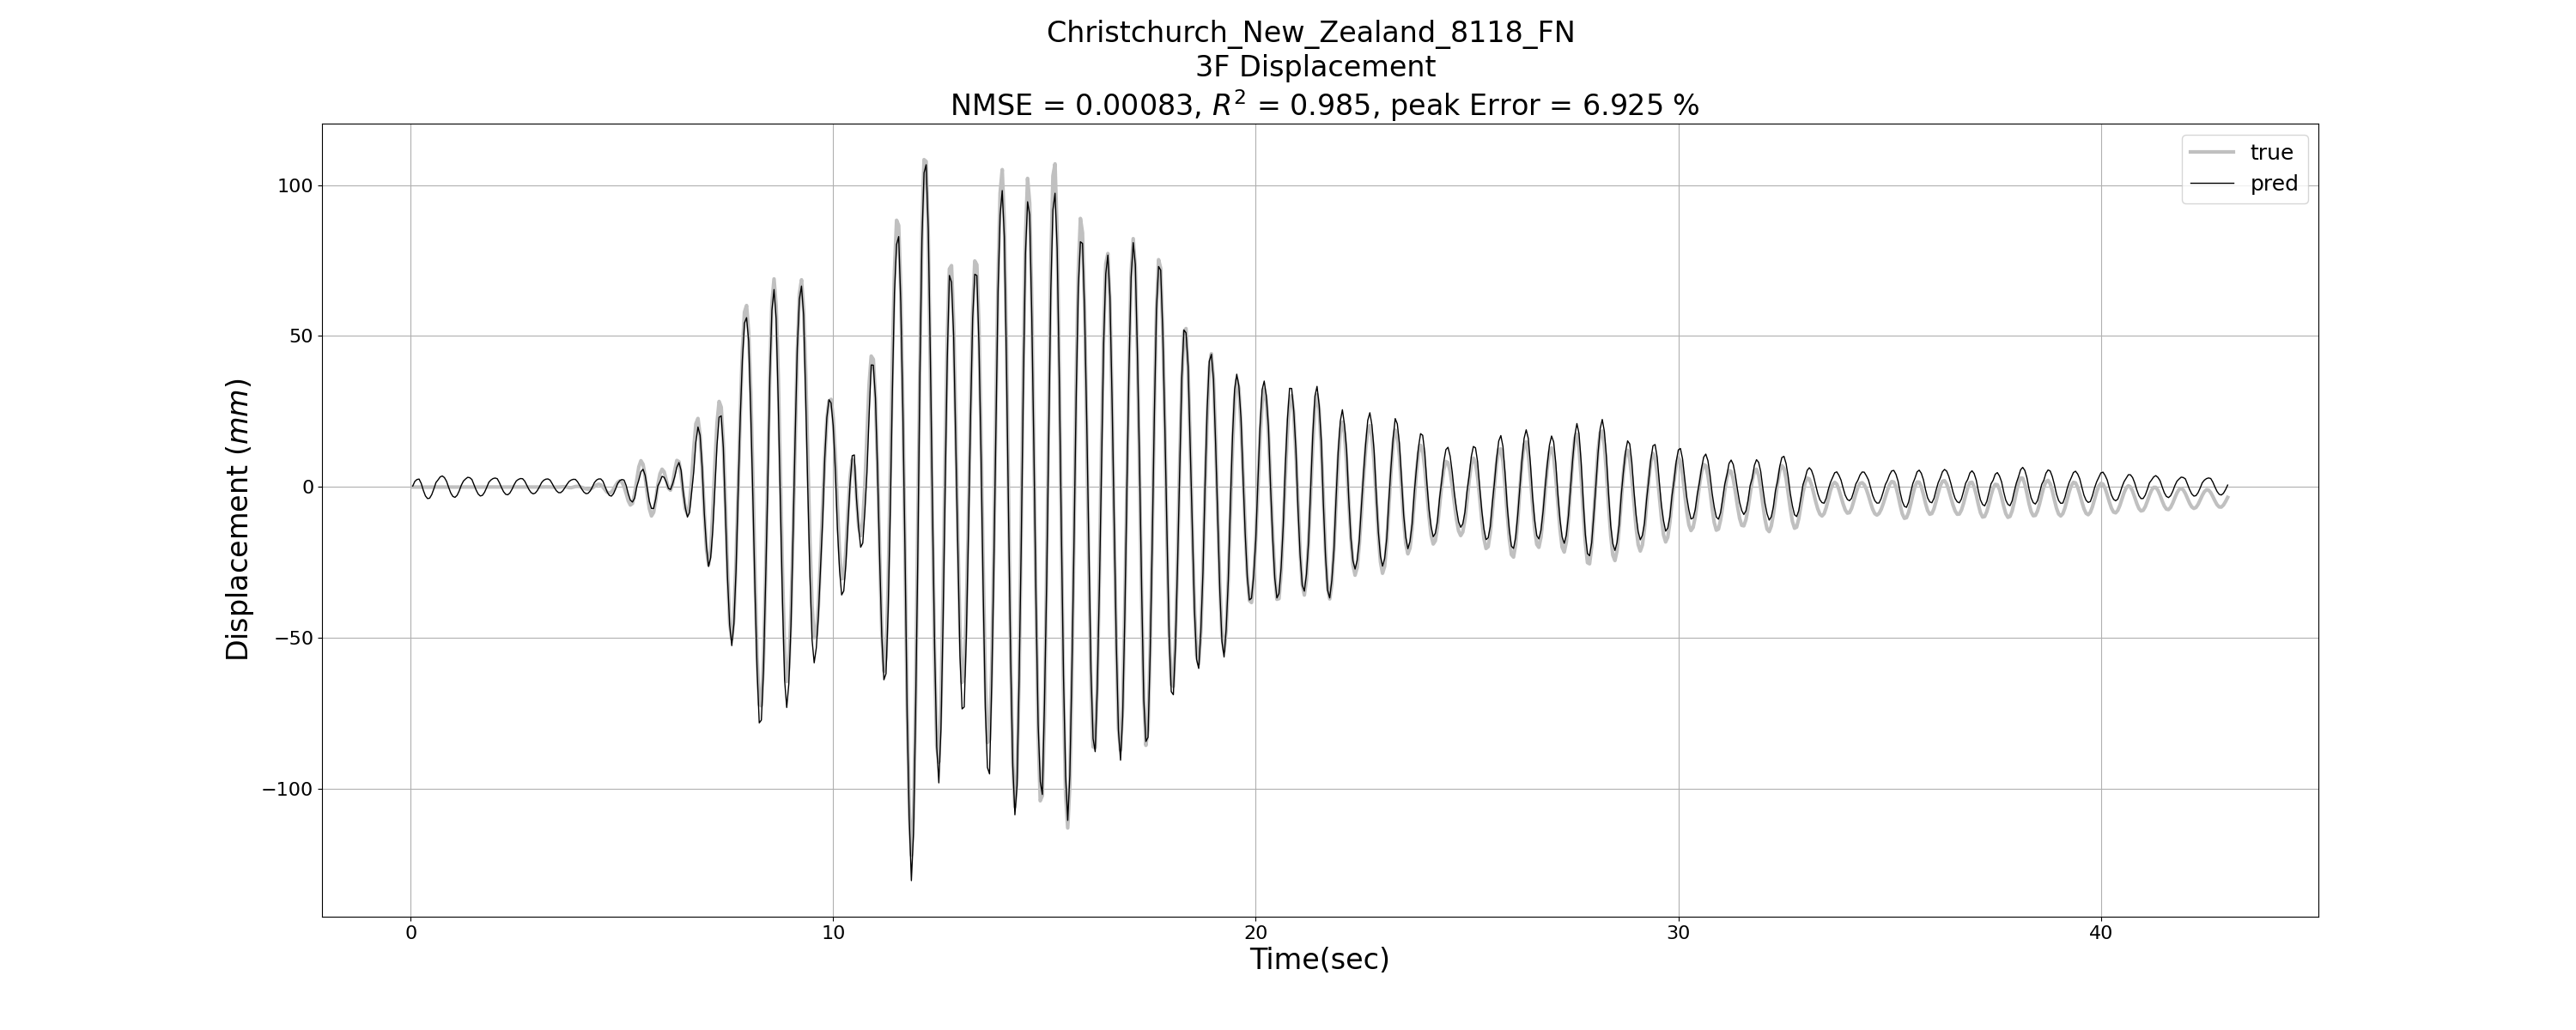 Christchurch_New_Zealand_8118_FN
3F Displacement
NMSE = 0.00083, R² = 0.985, peak Error = 6.925 %
true
pred
100
50
0
−50
−100
Displacement (mm)
0 10 20 30 40
Time(sec)